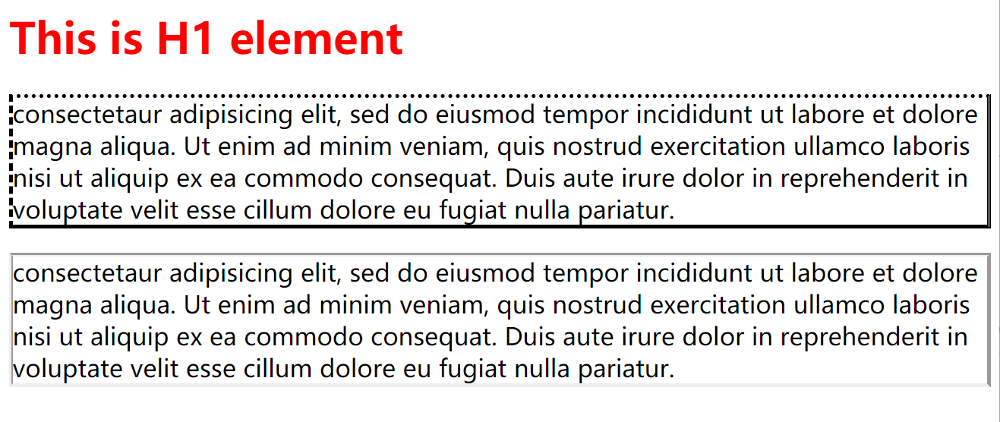 This is H1 element
consectetaur adipisicing elit, sed do eiusmod tempor incididunt ut labore et dolore
magna aliqua. Ut enim ad minim veniam, quis nostrud exercitation ullamco laboris
nisi ut aliquip ex ea commodo consequat. Duis aute irure dolor in reprehenderit in
voluptate velit esse cillum dolore eu fugiat nulla pariatur.
consectetaur adipisicing elit, sed do eiusmod tempor incididunt ut labore et dolore
magna aliqua. Ut enim ad minim veniam, quis nostrud exercitation ullamco laboris
nisi ut aliquip ex ea commodo consequat. Duis aute irure dolor in reprehenderit in
voluptate velit esse cillum dolore eu fugiat nulla pariatur.